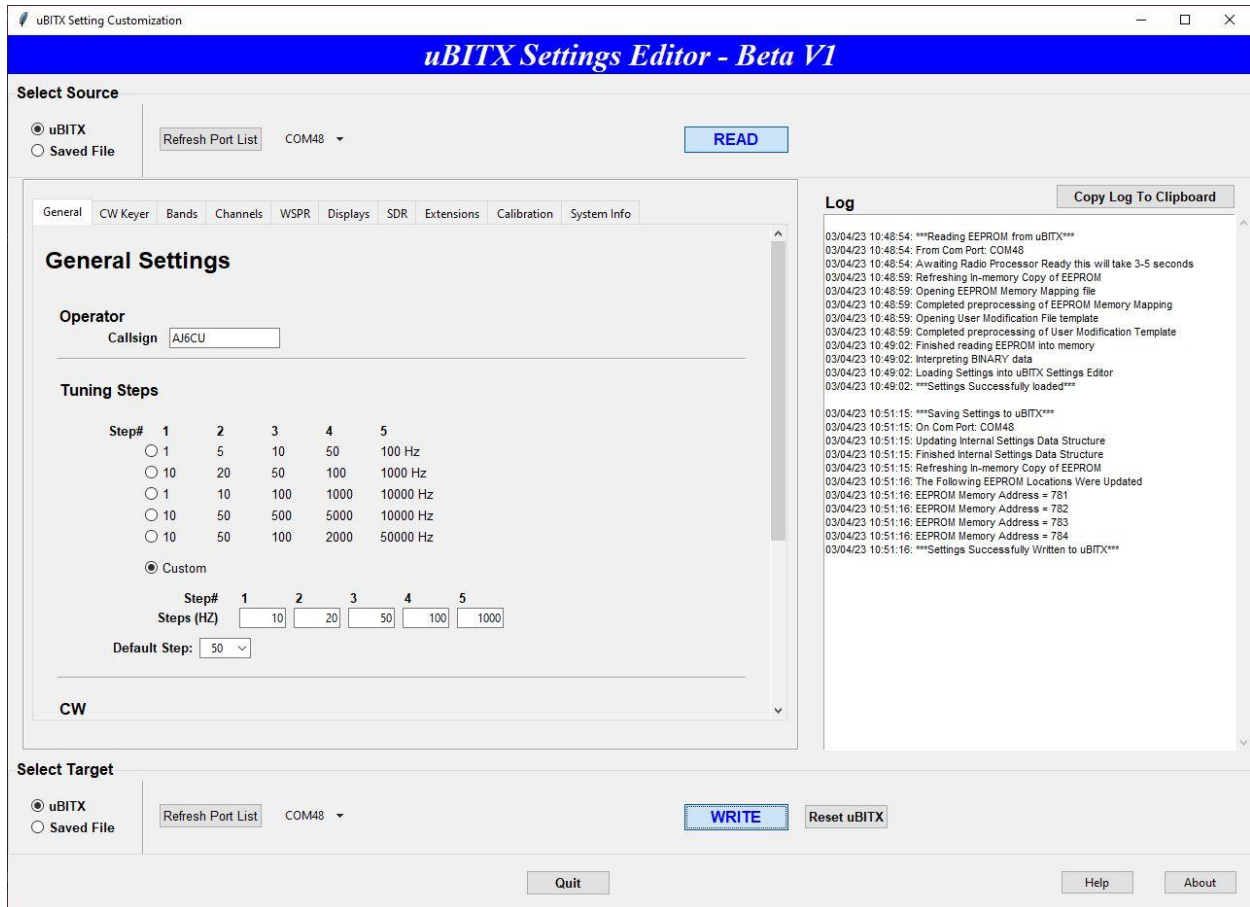 uBITX Setting Customization
uBITX Settings Editor - Beta V1
Select Source
uBITX
Saved File
Refresh Port List COM48
READ
General CW Keyer Bands Channels WSPR Displays SDR Extensions Calibration System Info
General Settings
Operator
Callsign AJ6CU
Tuning Steps
Step# 1 2 3 4 5
1 5 10 50 100 Hz
10 20 50 100 1000 Hz
1 10 100 1000 10000 Hz
10 50 500 5000 10000 Hz
10 50 100 2000 50000 Hz
Custom
Step# 1 2 3 4 5
Steps (HZ) 10 20 50 100 1000
Default Step: 50
CW
Log
Copy Log To Clipboard
03/04/23 10:48:54: ***Reading EEPROM from uBITX***
03/04/23 10:48:54: From Com Port: COM48
03/04/23 10:48:54: Awaiting Radio Processor Ready this will take 3-5 seconds
03/04/23 10:48:59: Refreshing In-memory Copy of EEPROM
03/04/23 10:48:59: Opening EEPROM Memory Mapping file
03/04/23 10:48:59: Completed preprocessing of EEPROM Memory Mapping
03/04/23 10:48:59: Opening User Modification File template
03/04/23 10:48:59: Completed preprocessing of User Modification Template
03/04/23 10:49:02: Finished reading EEPROM into memory
03/04/23 10:49:02: Interpreting BINARY data
03/04/23 10:49:02: Loading Settings into uBITX Settings Editor
03/04/23 10:49:02: ***Settings Successfully loaded***
03/04/23 10:51:15: ***Saving Settings to uBITX***
03/04/23 10:51:15: On Com Port: COM48
03/04/23 10:51:15: Updating Internal Settings Data Structure
03/04/23 10:51:15: Finished Internal Settings Data Structure
03/04/23 10:51:15: Refreshing In-memory Copy of EEPROM
03/04/23 10:51:16: The Following EEPROM Locations Were Updated
03/04/23 10:51:16: EEPROM Memory Address = 781
03/04/23 10:51:16: EEPROM Memory Address = 782
03/04/23 10:51:16: EEPROM Memory Address = 783
03/04/23 10:51:16: EEPROM Memory Address = 784
03/04/23 10:51:16: ***Settings Successfully Written to uBITX***
Select Target
uBITX
Saved File
Refresh Port List COM48
WRITE
Reset uBITX
Quit
Help
About